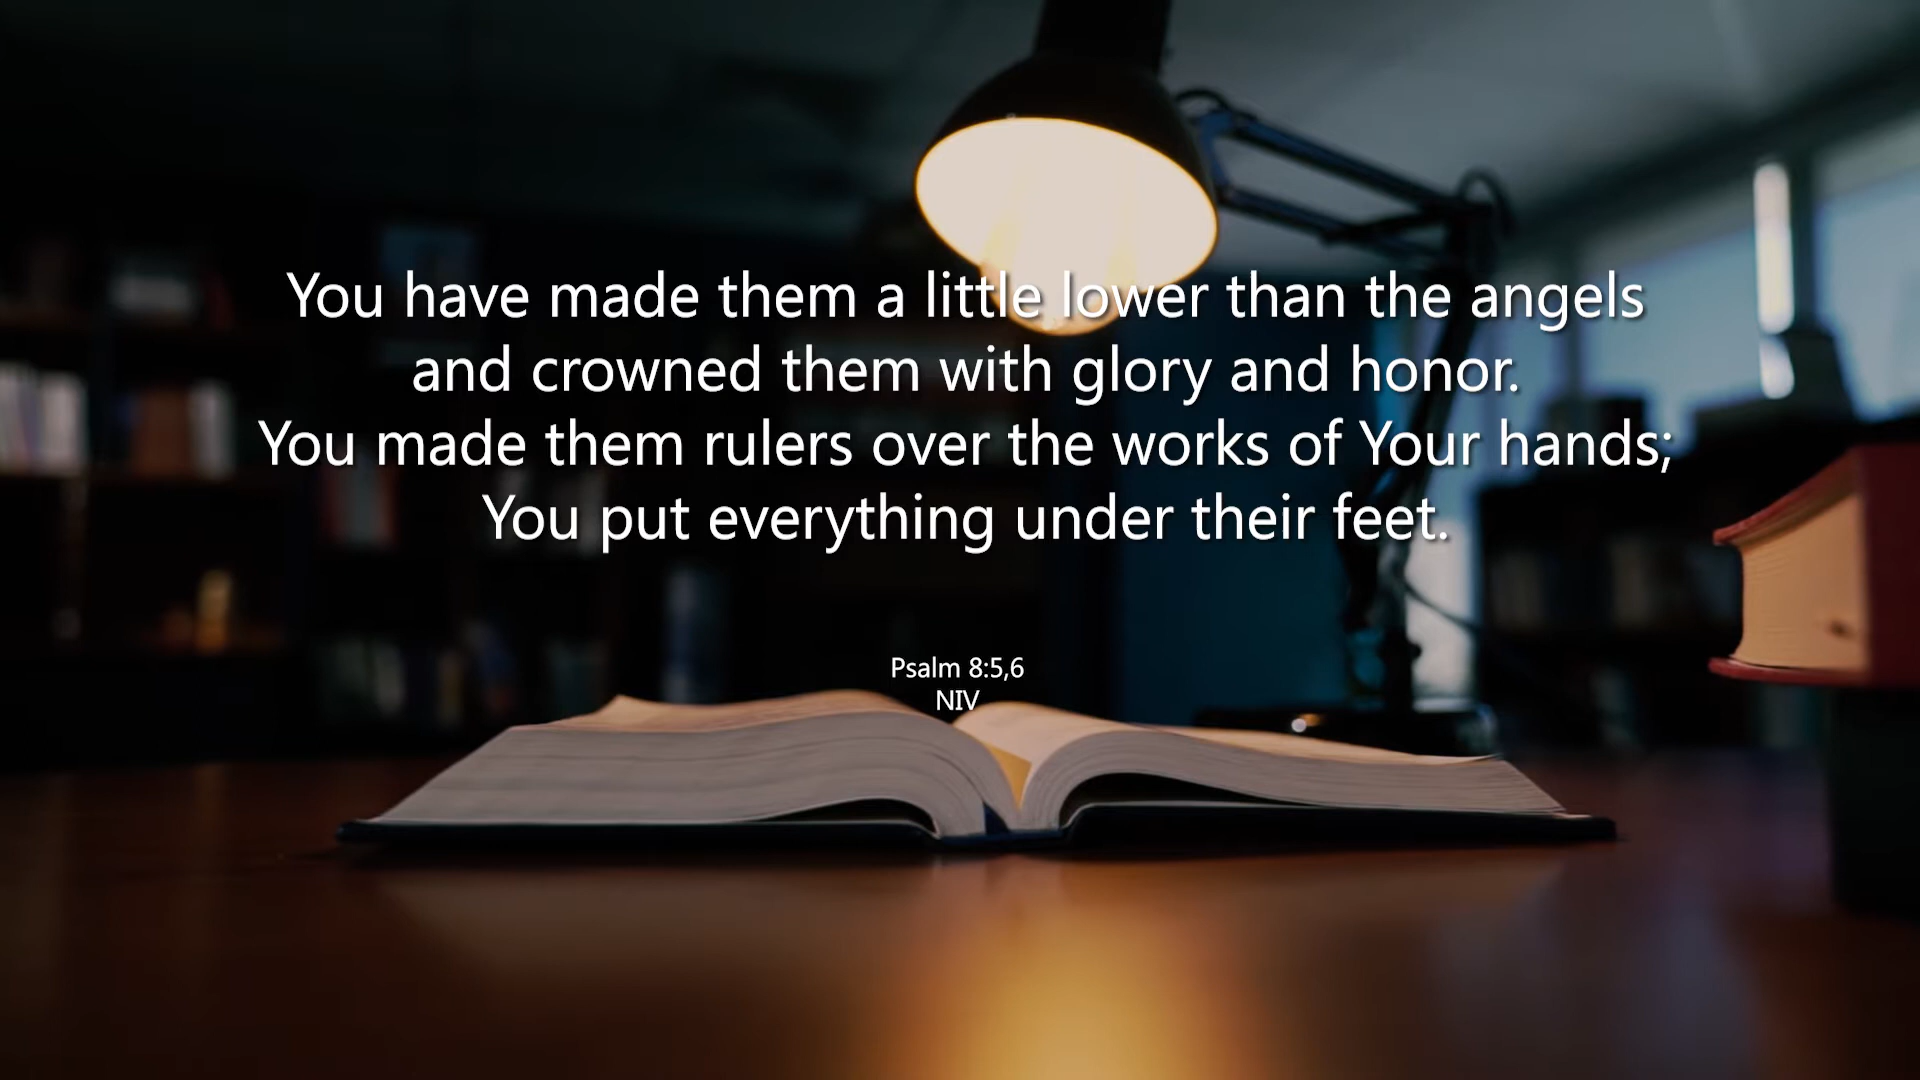 You have made them a little lower than the angels
and crowned them with glory and honor.
You made them rulers over the works of Your hands;
You put everything under their feet.
Psalm 8:5,6
NIV